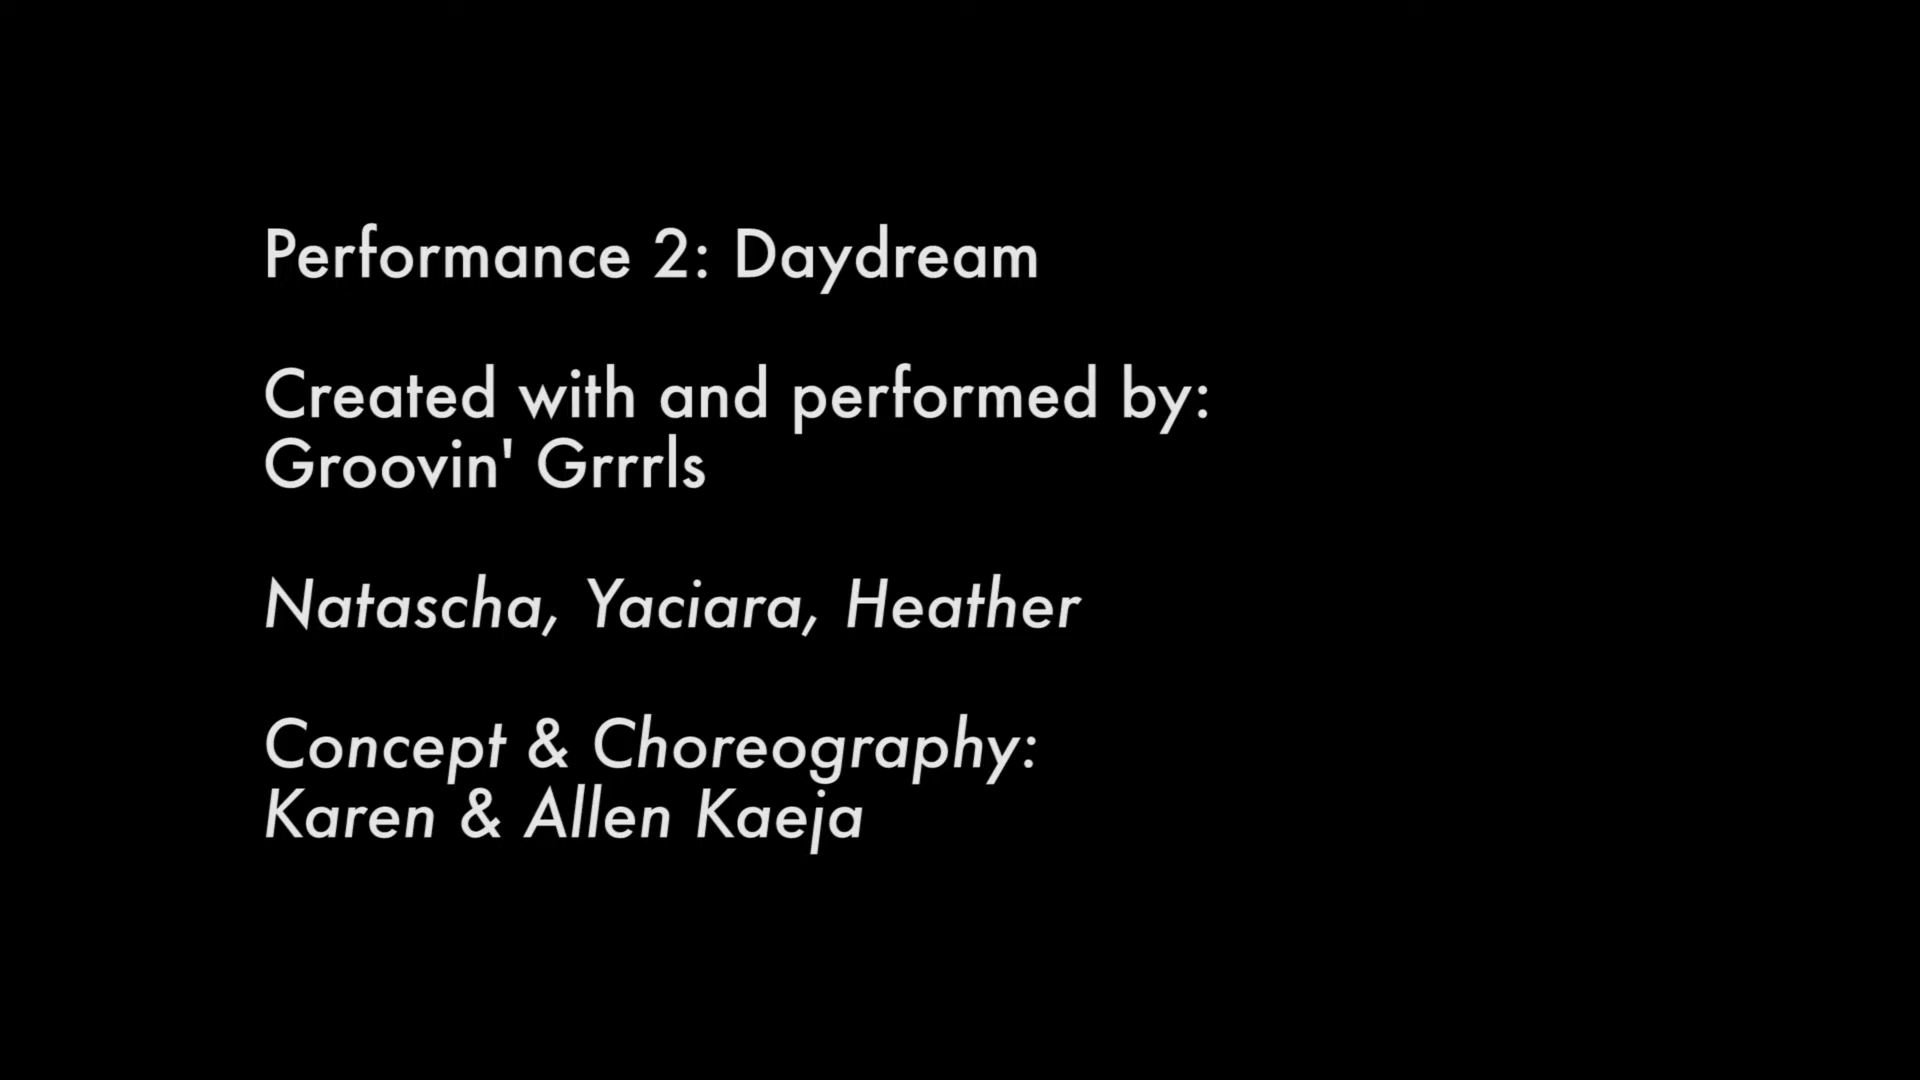 Performance 2: Daydream
Created with and performed by:
Groovin' Grrrls
Natascha, Yaciara, Heather
Concept & Choreography:
Karen & Allen Kaeja